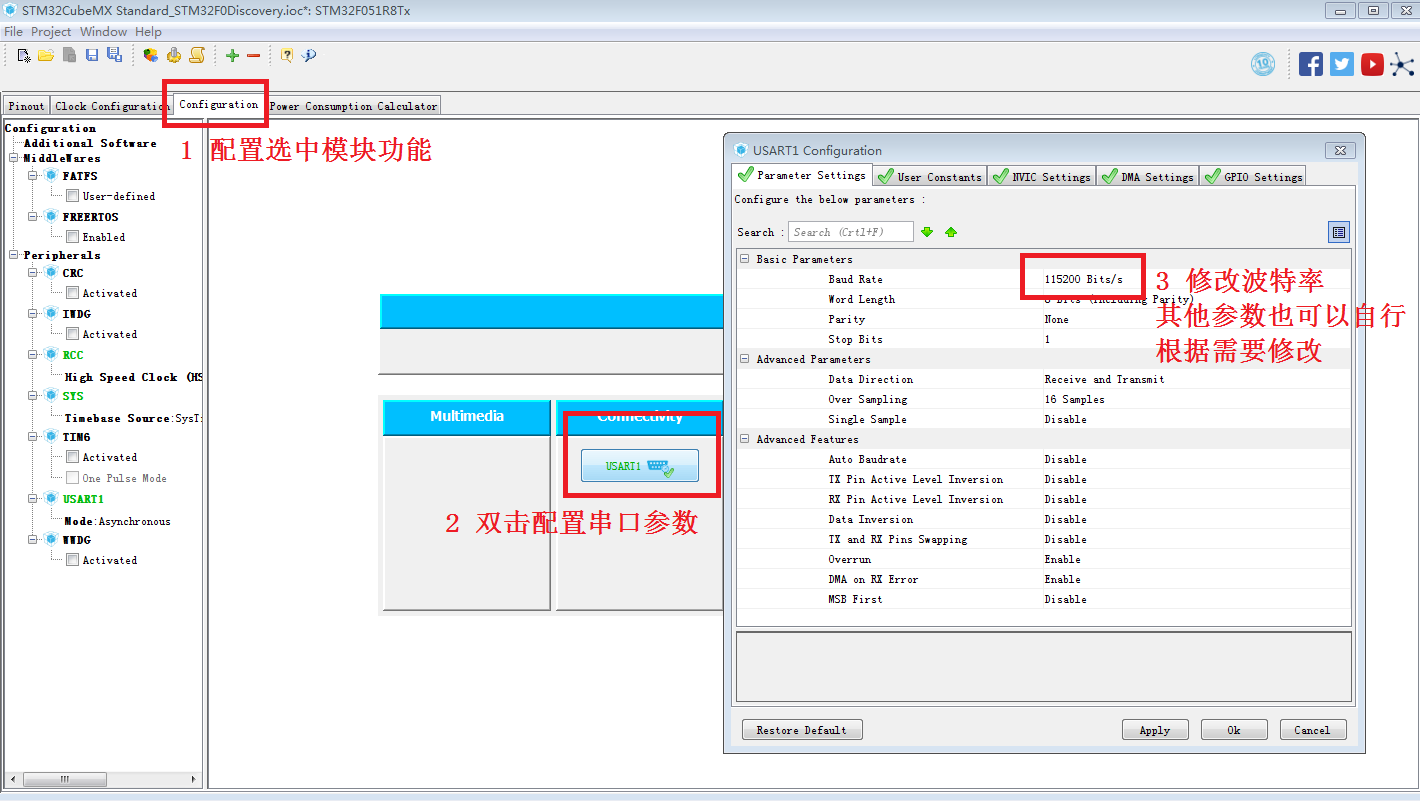 STM32CubeMX Standard_STM32F0Discovery.ioc*: STM32F051R8Tx
File Project Window Help
Pinout Clock Configuration Configuration Power Consumption Calculator
1 配置选中模块功能
Configuration
Additional Software
MiddleWares
FATFS
User-defined
FREERTOS
Enabled
Peripherals
CRC
Activated
IWDG
Activated
RCC
High Speed Clock (HS
SYS
Timebase Source:SysTi
TIM6
Activated
One Pulse Mode
USART1
Mode:Asynchronous
WWDG
Activated
Multimedia
Connectivity
USART1
2 双击配置串口参数
USART1 Configuration
Parameter Settings User Constants NVIC Settings DMA Settings GPIO Settings
Configure the below parameters :
Search : Search (Crtl+F)
Basic Parameters
Baud Rate 115200 Bits/s
Word Length 8 Bits (including Parity)
Parity None
Stop Bits 1
3 修改波特率
其他参数也可以自行
根据需要修改
Advanced Parameters
Data Direction Receive and Transmit
Over Sampling 16 Samples
Single Sample Disable
Advanced Features
Auto Baudrate Disable
TX Pin Active Level Inversion Disable
RX Pin Active Level Inversion Disable
Data Inversion Disable
TX and RX Pins Swapping Disable
Overrun Enable
DMA on RX Error Enable
MSB First Disable
Restore Default Apply Ok Cancel